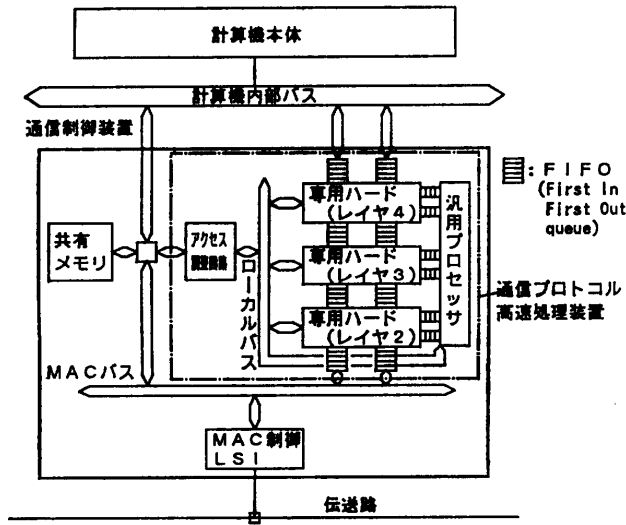 計算機本体
計算機内部バス
通信制御装置
共有
メモリ
アクセス
ローカルバス
専用ハード
(レイヤ4)
専用ハード
(レイヤ3)
専用ハード
(レイヤ2)
汎用プロセッサ
:FIFO
(First In
First Out
queue)
通信プロトコル
高速処理装置
MACバス
MAC制御
LSI
伝送路